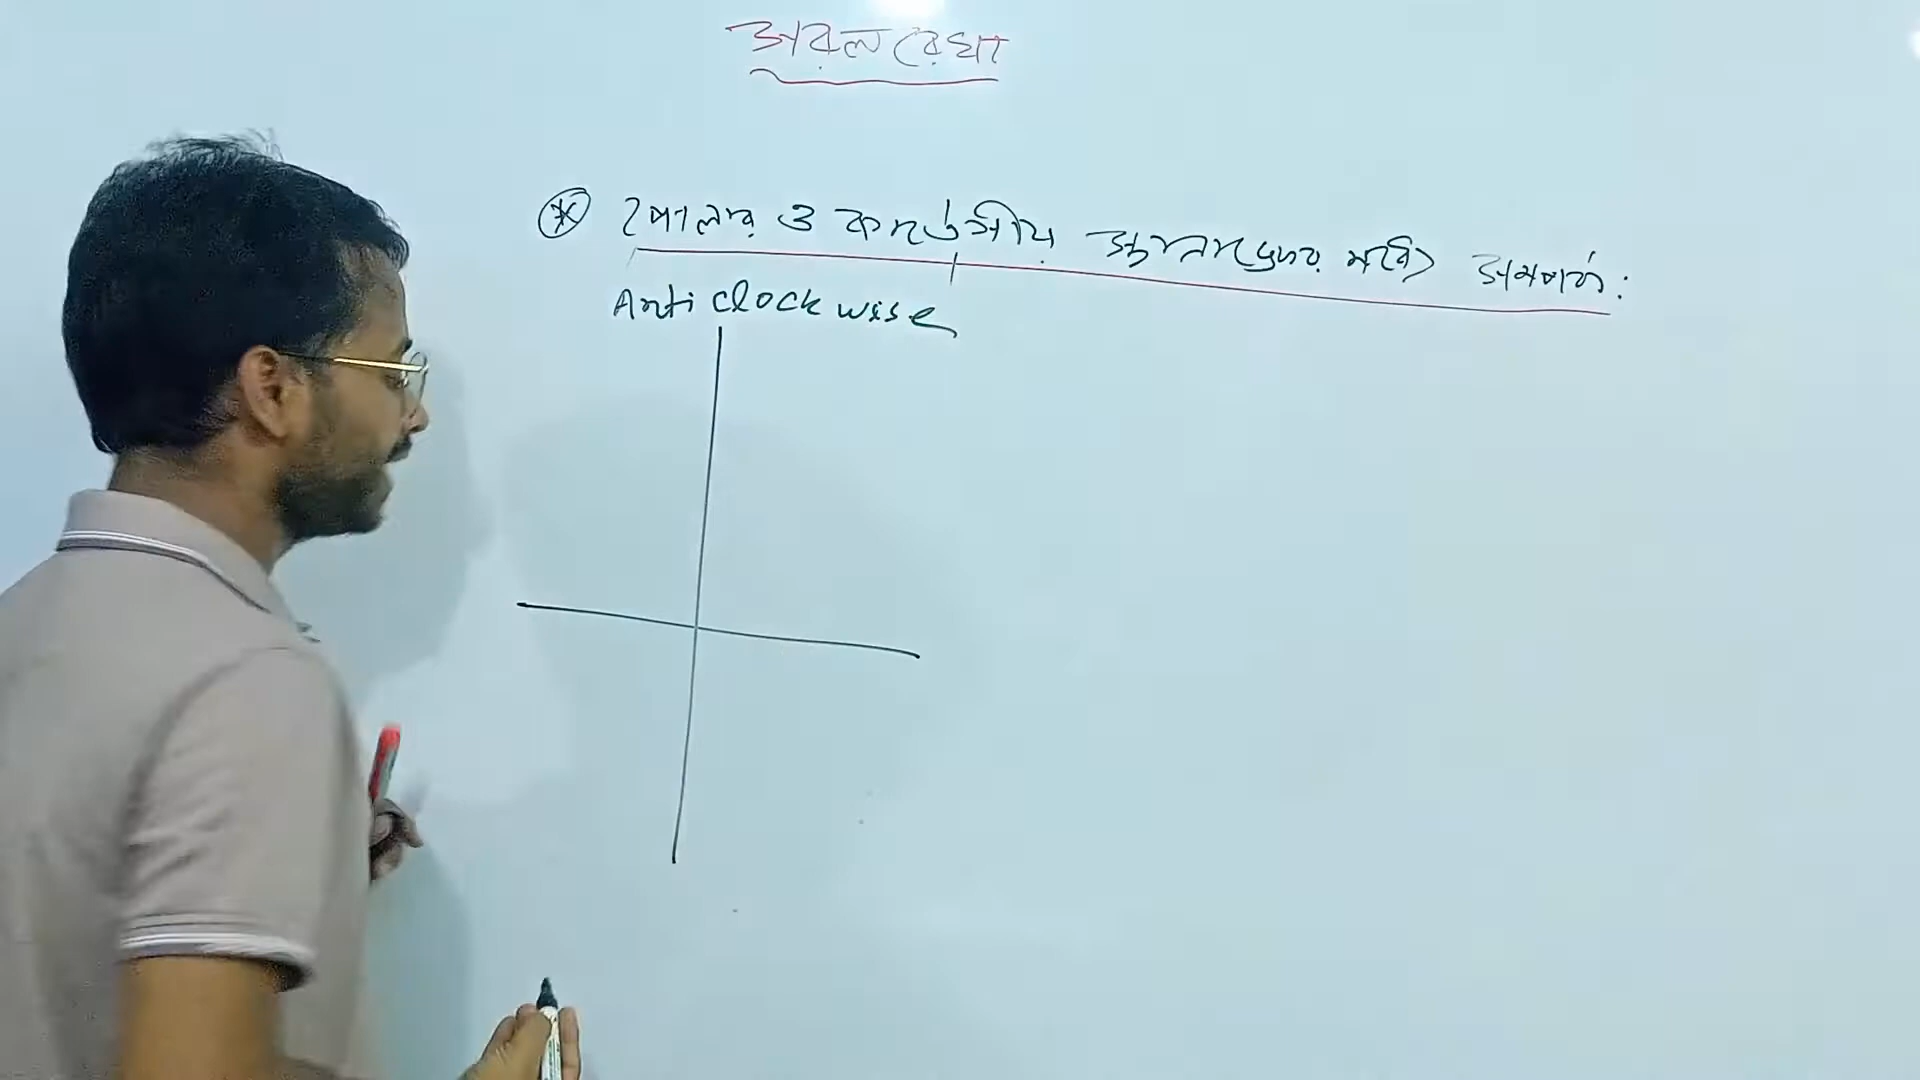 সরলরেখা
* পোলার ও কার্তেসীয় স্থানাঙ্কের মধ্যে সম্পর্ক:
Anti clock wise